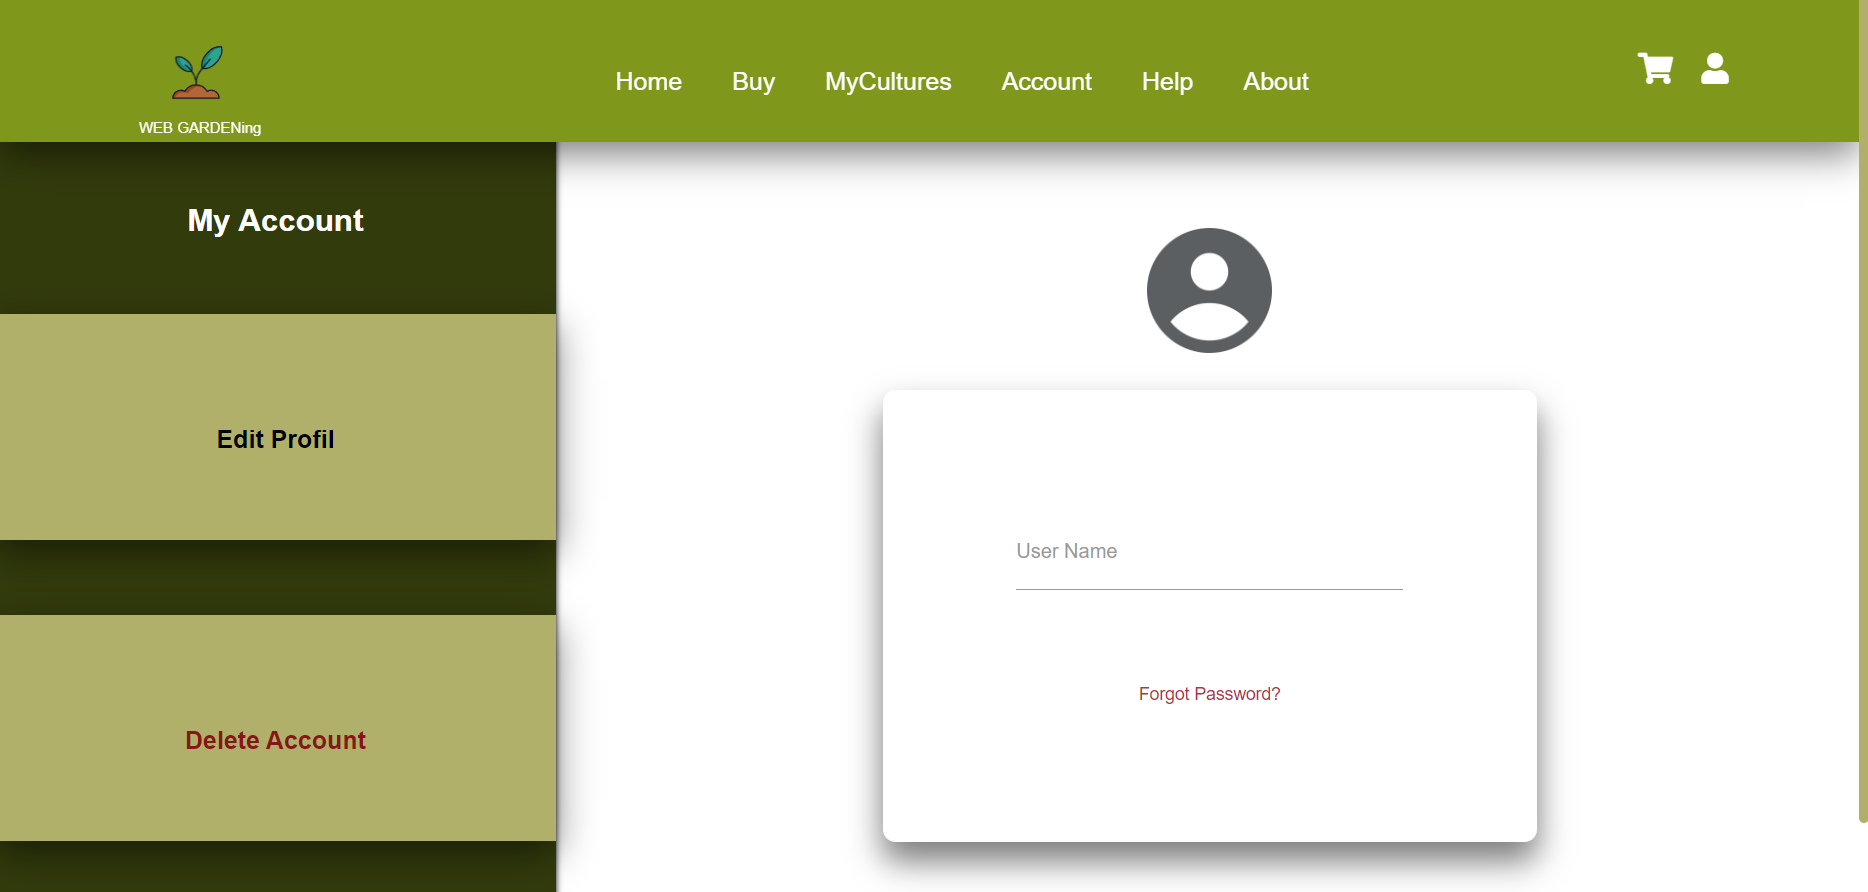 WEB GARDENing
Home Buy MyCultures Account Help About
My Account
Edit Profil
Delete Account
User Name
Forgot Password?